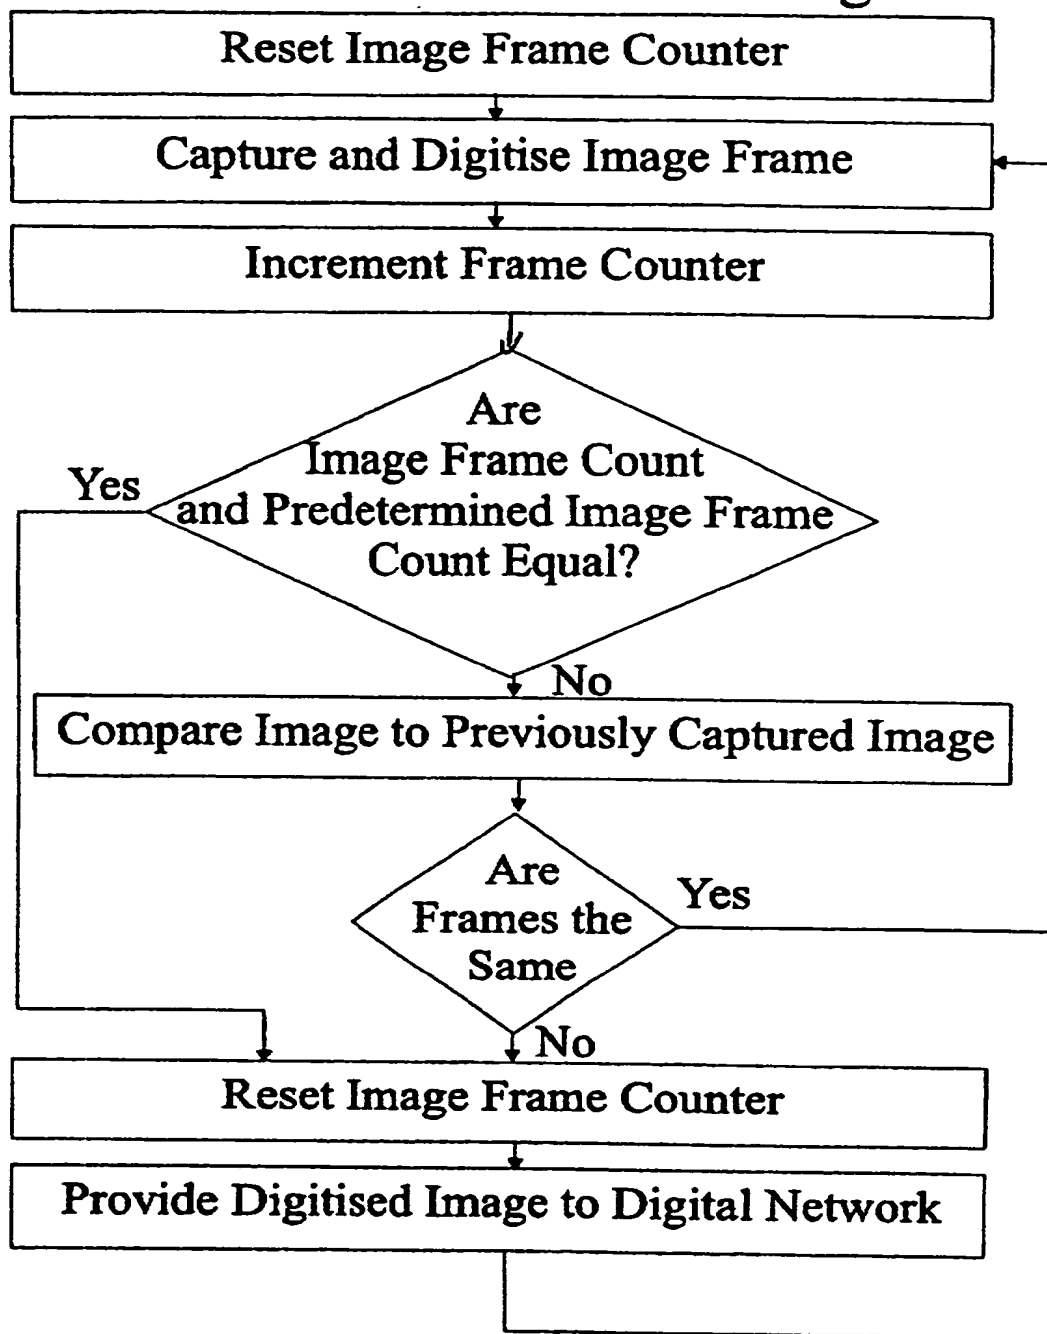 Reset Image Frame Counter
Capture and Digitise Image Frame
Increment Frame Counter
Are
Image Frame Count
and Predetermined Image Frame
Count Equal?
Yes
No
Compare Image to Previously Captured Image
Are
Frames the
Same
Yes
No
Reset Image Frame Counter
Provide Digitised Image to Digital Network